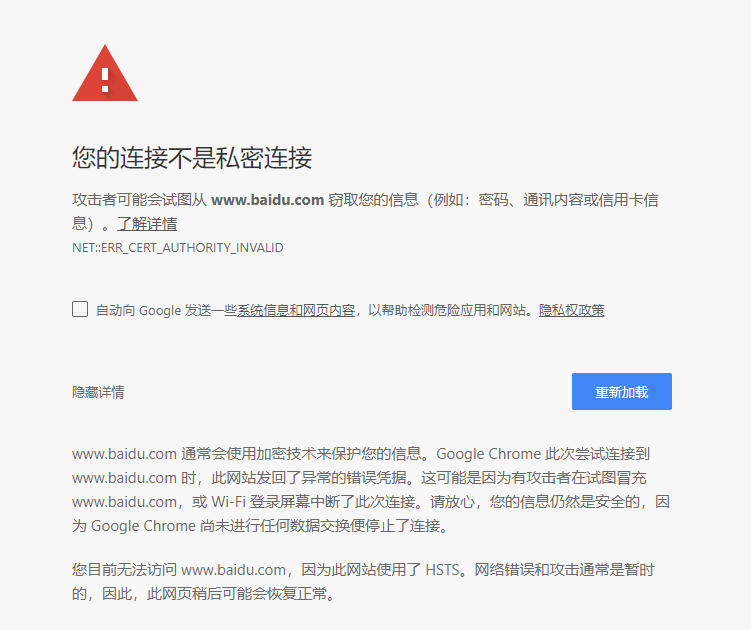 您的连接不是私密连接
攻击者可能会试图从 www.baidu.com 窃取您的信息（例如：密码、通讯内容或信用卡信
息）。了解详情
NET::ERR_CERT_AUTHORITY_INVALID
自动向 Google 发送一些系统信息和网页内容，以帮助检测危险应用和网站。隐私权政策
隐藏详情
重新加载
www.baidu.com 通常会使用加密技术来保护您的信息。Google Chrome 此次尝试连接到
www.baidu.com 时，此网站发回了异常的错误凭据。这可能是因为有攻击者在试图冒充
www.baidu.com，或 Wi-Fi 登录屏幕中断了此次连接。请放心，您的信息仍然是安全的，因
为 Google Chrome 尚未进行任何数据交换便停止了连接。
您目前无法访问 www.baidu.com，因为此网站使用了 HSTS。网络错误和攻击通常是暂时
的，因此，此网页稍后可能会恢复正常。